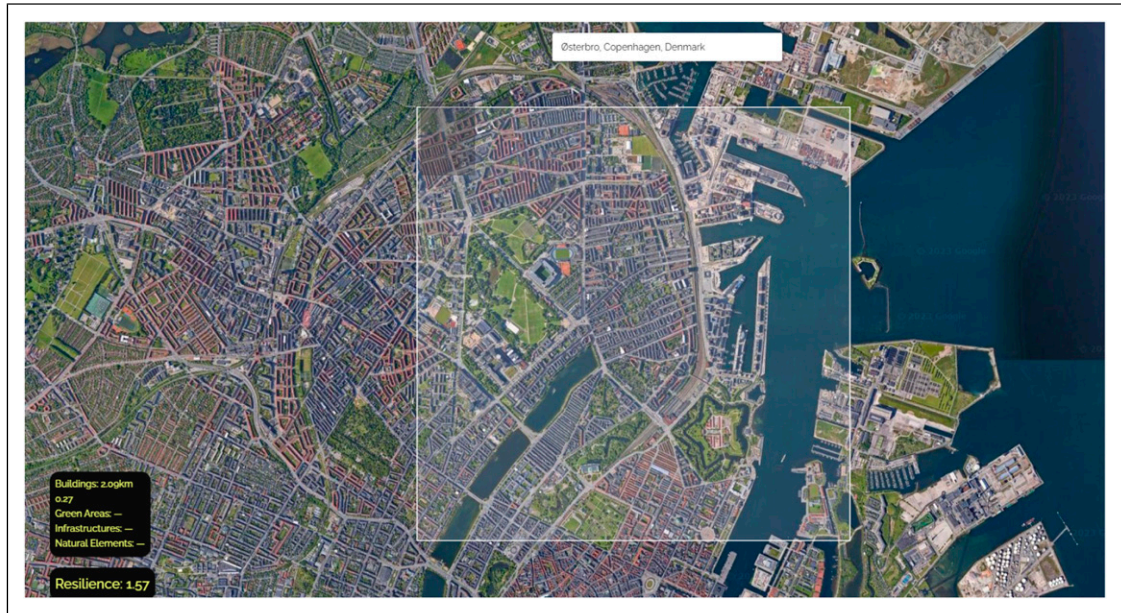 Østerbro, Copenhagen, Denmark
Buildings: 2.09km
0.27
Green Areas: —
Infrastructures: —
Natural Elements: —
Resilience: 1.57